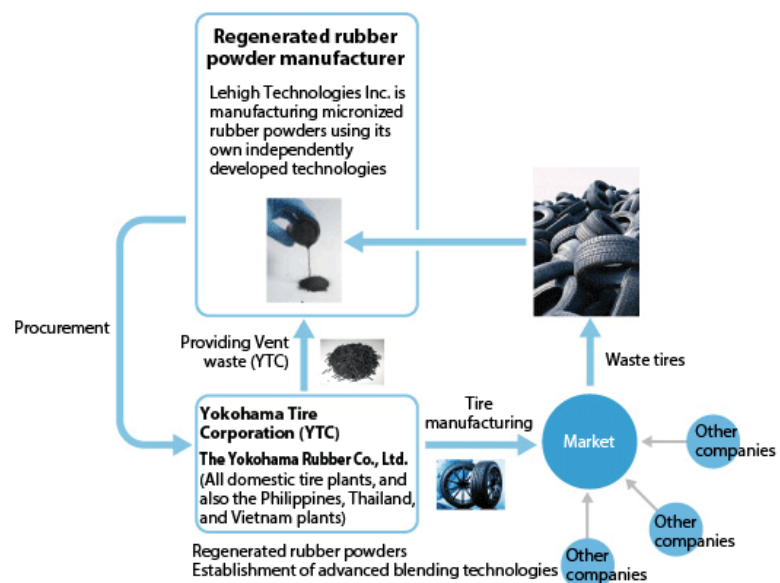 Regenerated rubber
powder manufacturer
Lehigh Technologies Inc. is
manufacturing micronized
rubber powders using its
own independently
developed technologies
Procurement
Providing Vent
waste (YTC)
Waste tires
Yokohama Tire
Corporation (YTC)
The Yokohama Rubber Co., Ltd.
(All domestic tire plants, and
also the Philippines, Thailand,
and Vietnam plants)
Tire
manufacturing
Market
Other
companies
Other
companies
Other
companies
Regenerated rubber powders
Establishment of advanced blending technologies